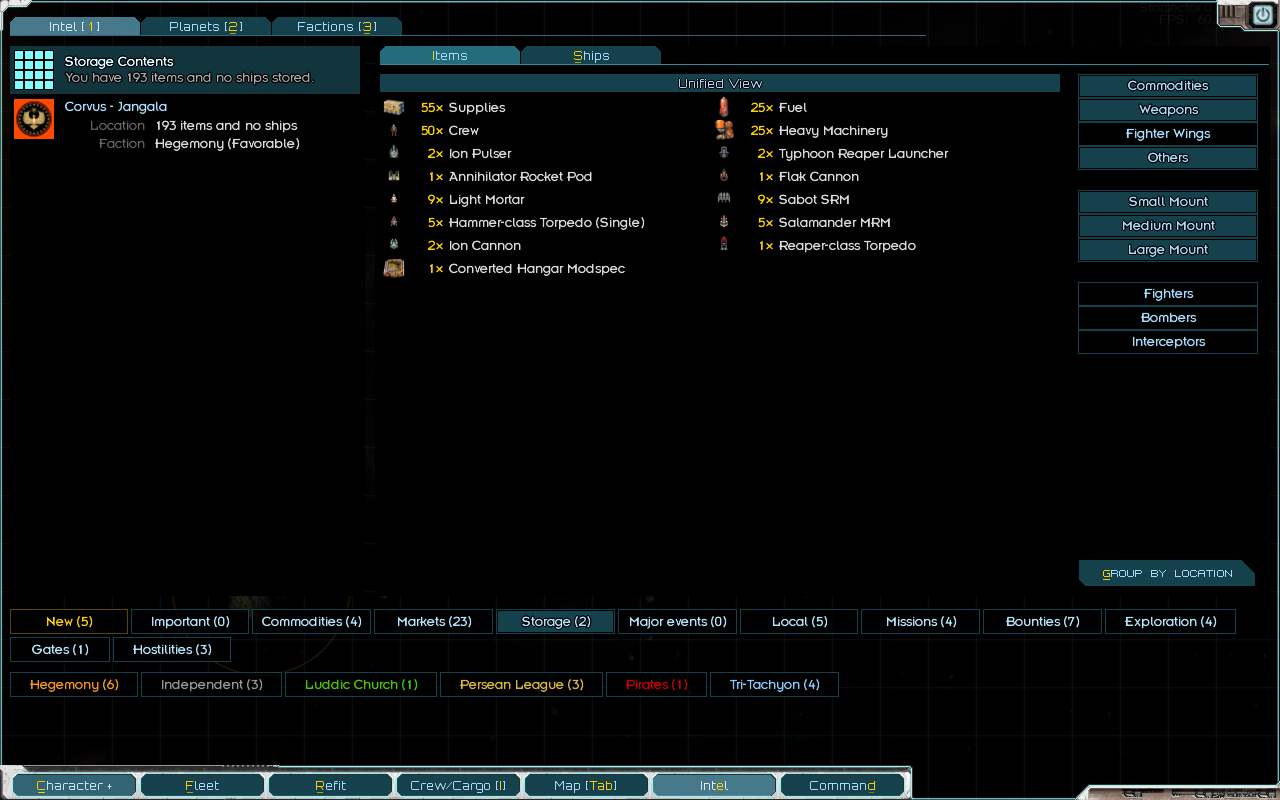 Starsector
FPS: 60
Intel [ 1 ] Planets [2] Factions [3]
Storage Contents
You have 193 items and no ships stored.
Corvus - Jangala
Location 193 items and no ships
Faction Hegemony (Favorable)
Items Ships
Unified View
55× Supplies 25× Fuel
50× Crew 25× Heavy Machinery
2× Ion Pulser 2× Typhoon Reaper Launcher
1× Annihilator Rocket Pod 1× Flak Cannon
9× Light Mortar 9× Sabot SRM
5× Hammer-class Torpedo (Single) 5× Salamander MRM
2× Ion Cannon 1× Reaper-class Torpedo
1× Converted Hangar Modspec
Commodities
Weapons
Fighter Wings
Others
Small Mount
Medium Mount
Large Mount
Fighters
Bombers
Interceptors
GROUP BY LOCATION
New (5) Important (0) Commodities (4) Markets (23) Storage (2) Major events (0) Local (5) Missions (4) Bounties (7) Exploration (4)
Gates (1) Hostilities (3)
Hegemony (6) Independent (3) Luddic Church (1) Persean League (3) Pirates (1) Tri-Tachyon (4)
Character + Fleet Refit Crew/Cargo [I] Map [Tab] Intel Command